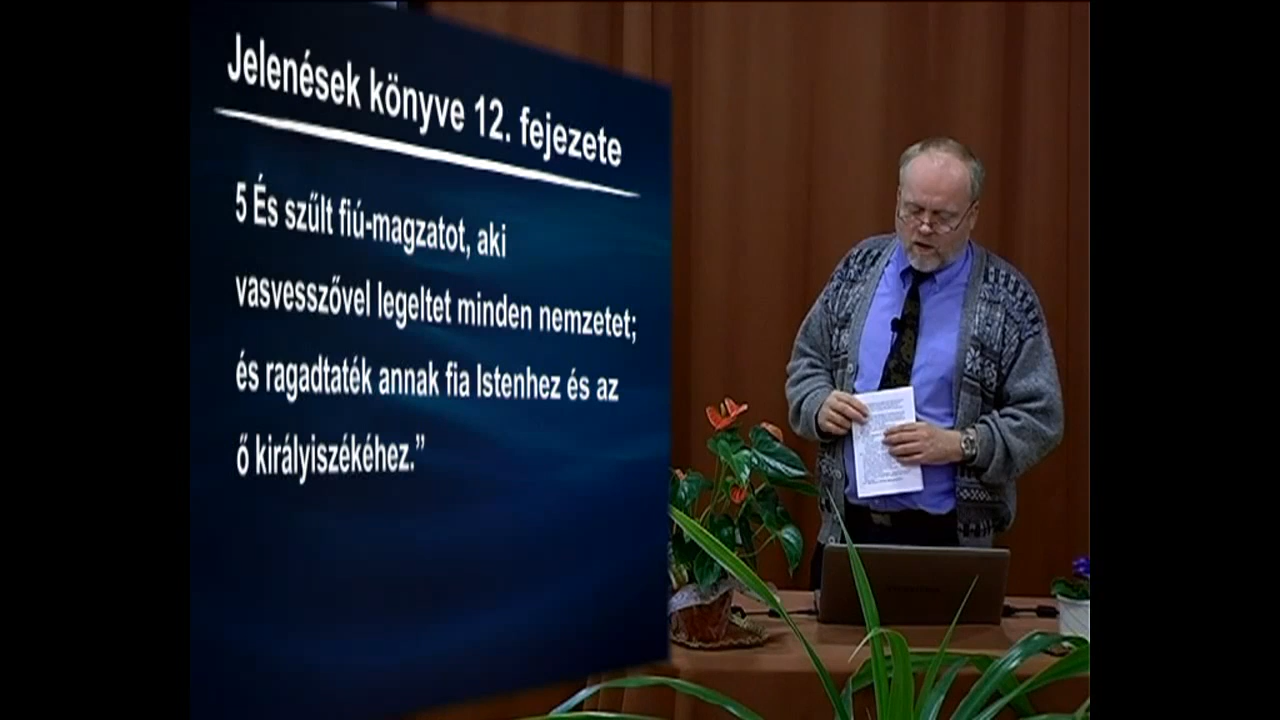 Jelenések könyve 12. fejezete
5 És szűlt fiú-magzatot, aki
vasvesszővel legeltet minden nemzetet;
és ragadtaték annak fia Istenhez és az
ő királyiszékéhez.”